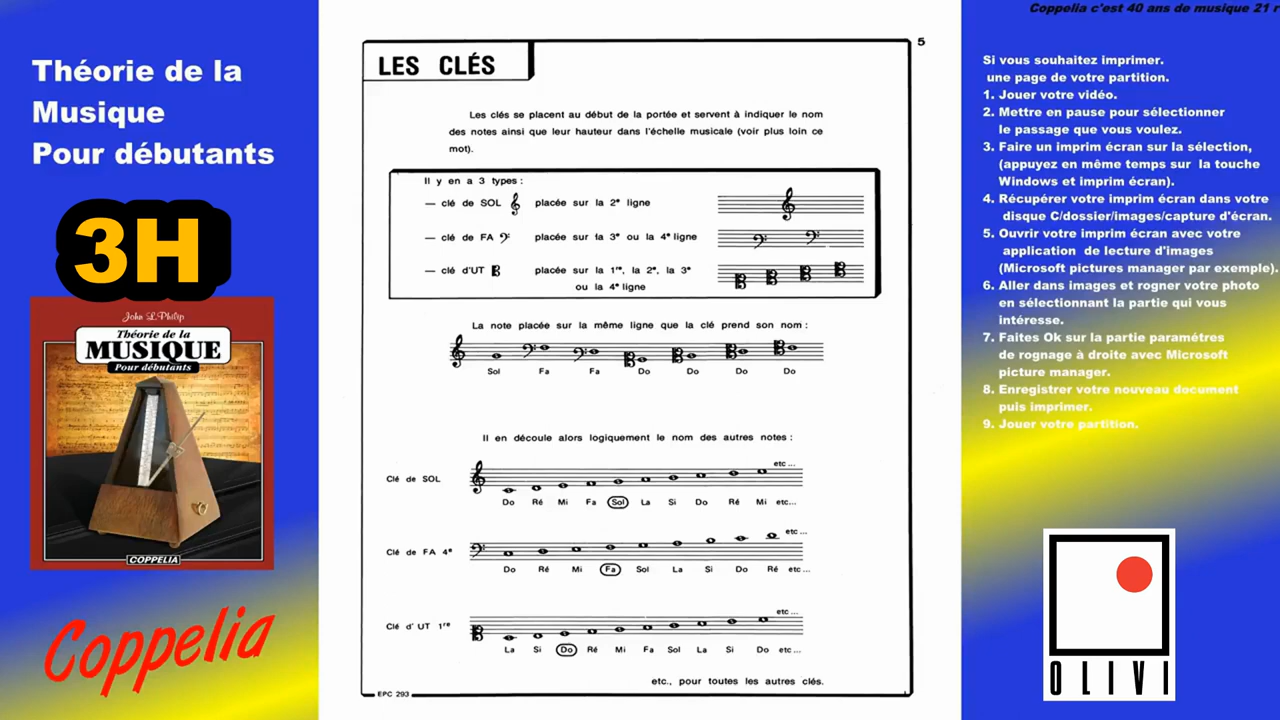 Coppelia c'est 40 ans de musique 21 r
Théorie de la
Musique
Pour débutants
3H
John L.Philip
Théorie de la
MUSIQUE
Pour débutants
COPPELIA
Coppelia
5
LES CLÉS
Les clés se placent au début de la portée et servent à indiquer le nom
des notes ainsi que leur hauteur dans l'échelle musicale (voir plus loin ce
mot).
Il y en a 3 types :
— clé de SOL placée sur la 2e ligne
— clé de FA placée sur la 3e ou la 4e ligne
— clé d'UT placée sur la 1re, la 2e, la 3e
ou la 4e ligne
La note placée sur la même ligne que la clé prend son nom :
Sol Fa Fa Do Do Do Do
Il en découle alors logiquement le nom des autres notes :
etc ...
Clé de SOL
Do Ré Mi Fa Sol La Si Do Ré Mi etc...
etc ...
Clé de FA 4e
Do Ré Mi Fa Sol La Si Do Ré etc ...
etc ...
Clé d' UT 1re
La Si Do Ré Mi Fa Sol La Si Do etc ...
etc., pour toutes les autres clés.
EPC 293
Si vous souhaitez imprimer.
une page de votre partition.
1. Jouer votre vidéo.
2. Mettre en pause pour sélectionner
le passage que vous voulez.
3. Faire un imprim écran sur la sélection,
(appuyez en même temps sur la touche
Windows et imprim écran).
4. Récupérer votre imprim écran dans votre
disque C/dossier/images/capture d'écran.
5. Ouvrir votre imprim écran avec votre
application de lecture d'images
(Microsoft pictures manager par exemple).
6. Aller dans images et rogner votre photo
en sélectionnant la partie qui vous
intéresse.
7. Faites Ok sur la partie paramétres
de rognage à droite avec Microsoft
picture manager.
8. Enregistrer votre nouveau document
puis imprimer.
9. Jouer votre partition.
OLIVI